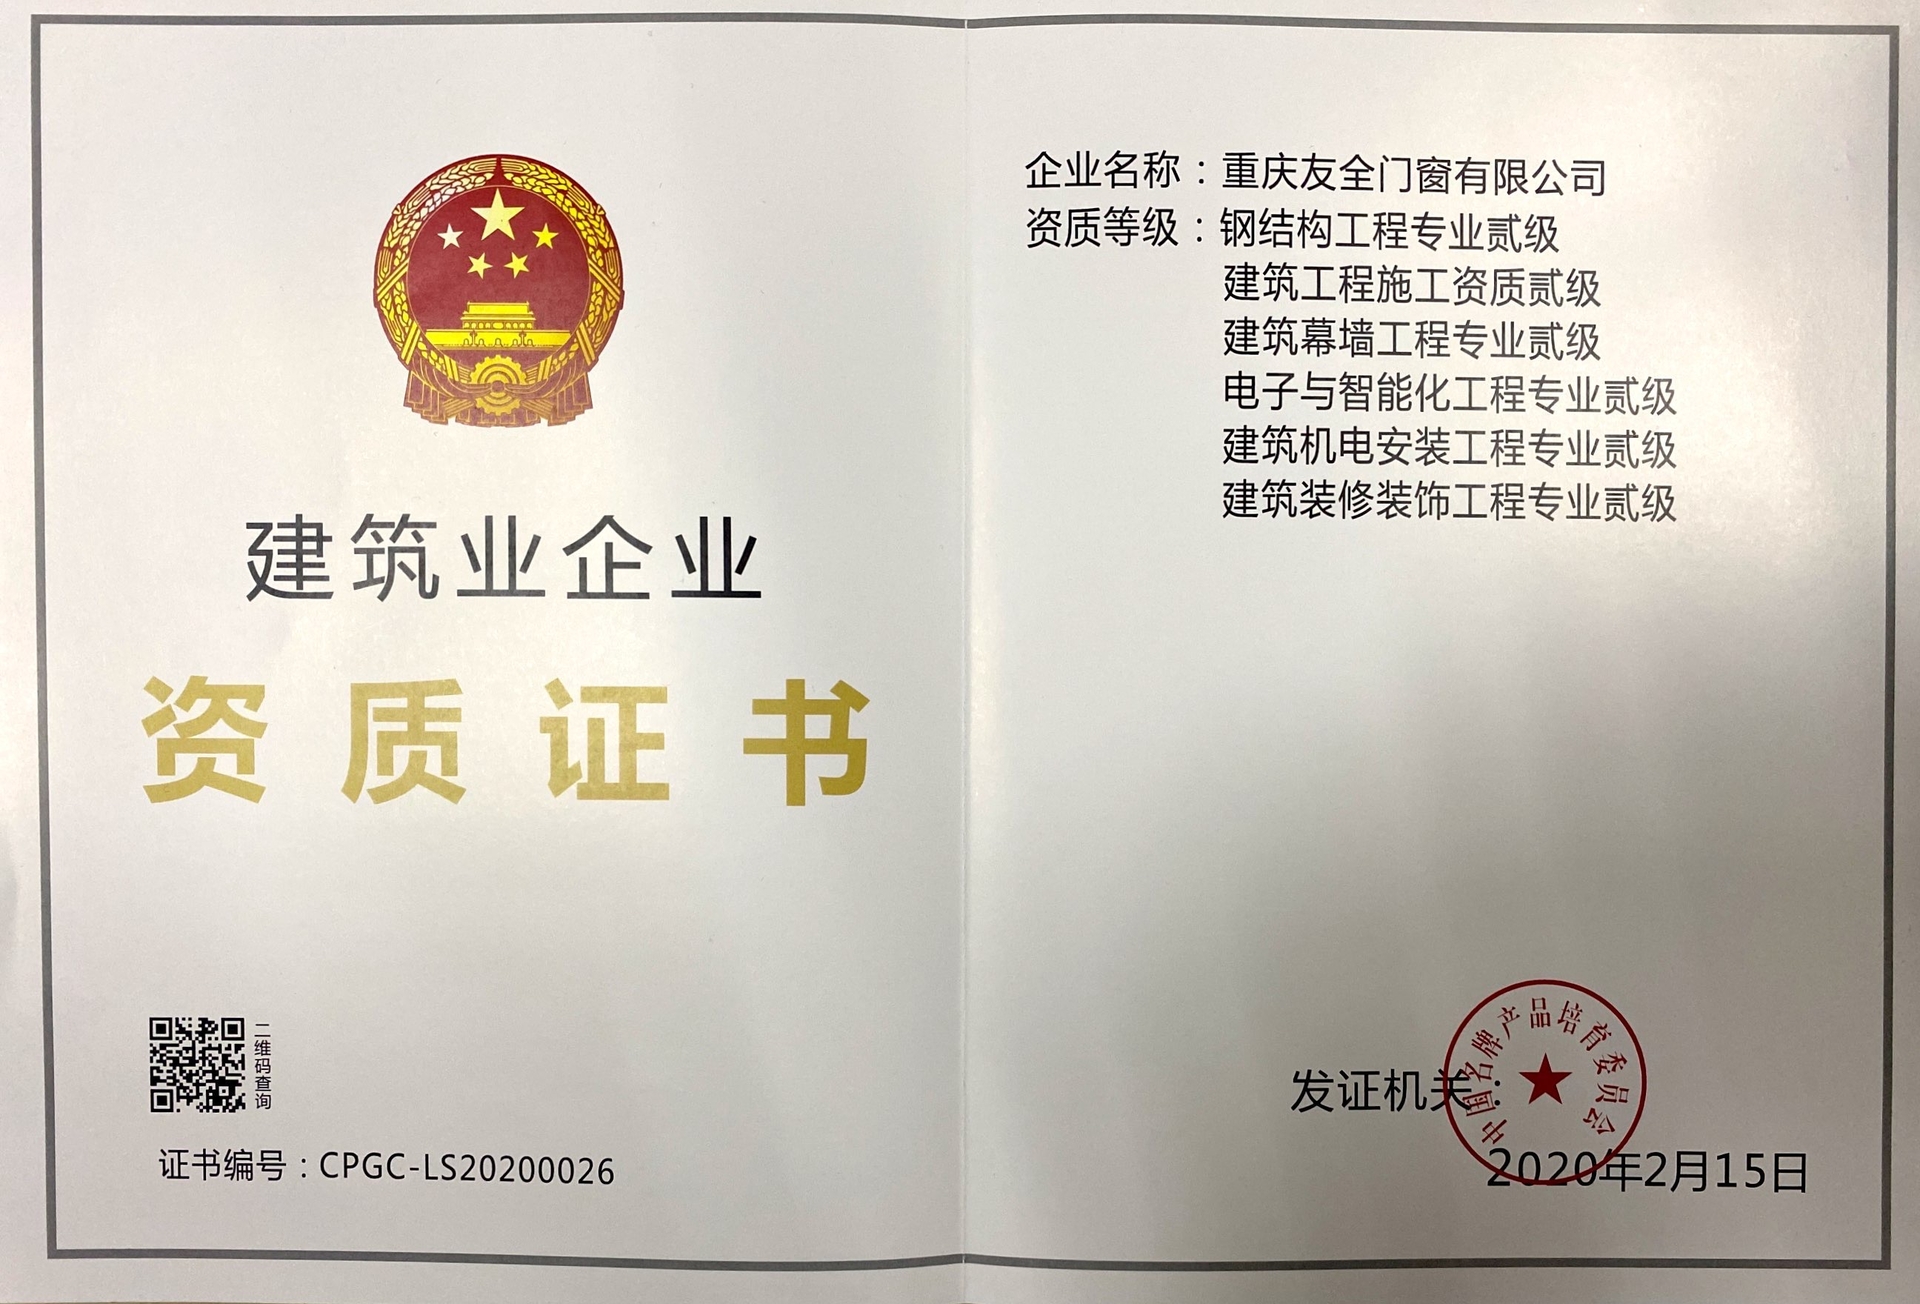 建筑业企业
资质证书
二维码查询
证书编号：CPGC-LS20200026
企业名称：重庆友全门窗有限公司
资质等级：钢结构工程专业贰级
建筑工程施工资质贰级
建筑幕墙工程专业贰级
电子与智能化工程专业贰级
建筑机电安装工程专业贰级
建筑装修装饰工程专业贰级
发证机关：
中国名牌产品培育委员会
2020年2月15日